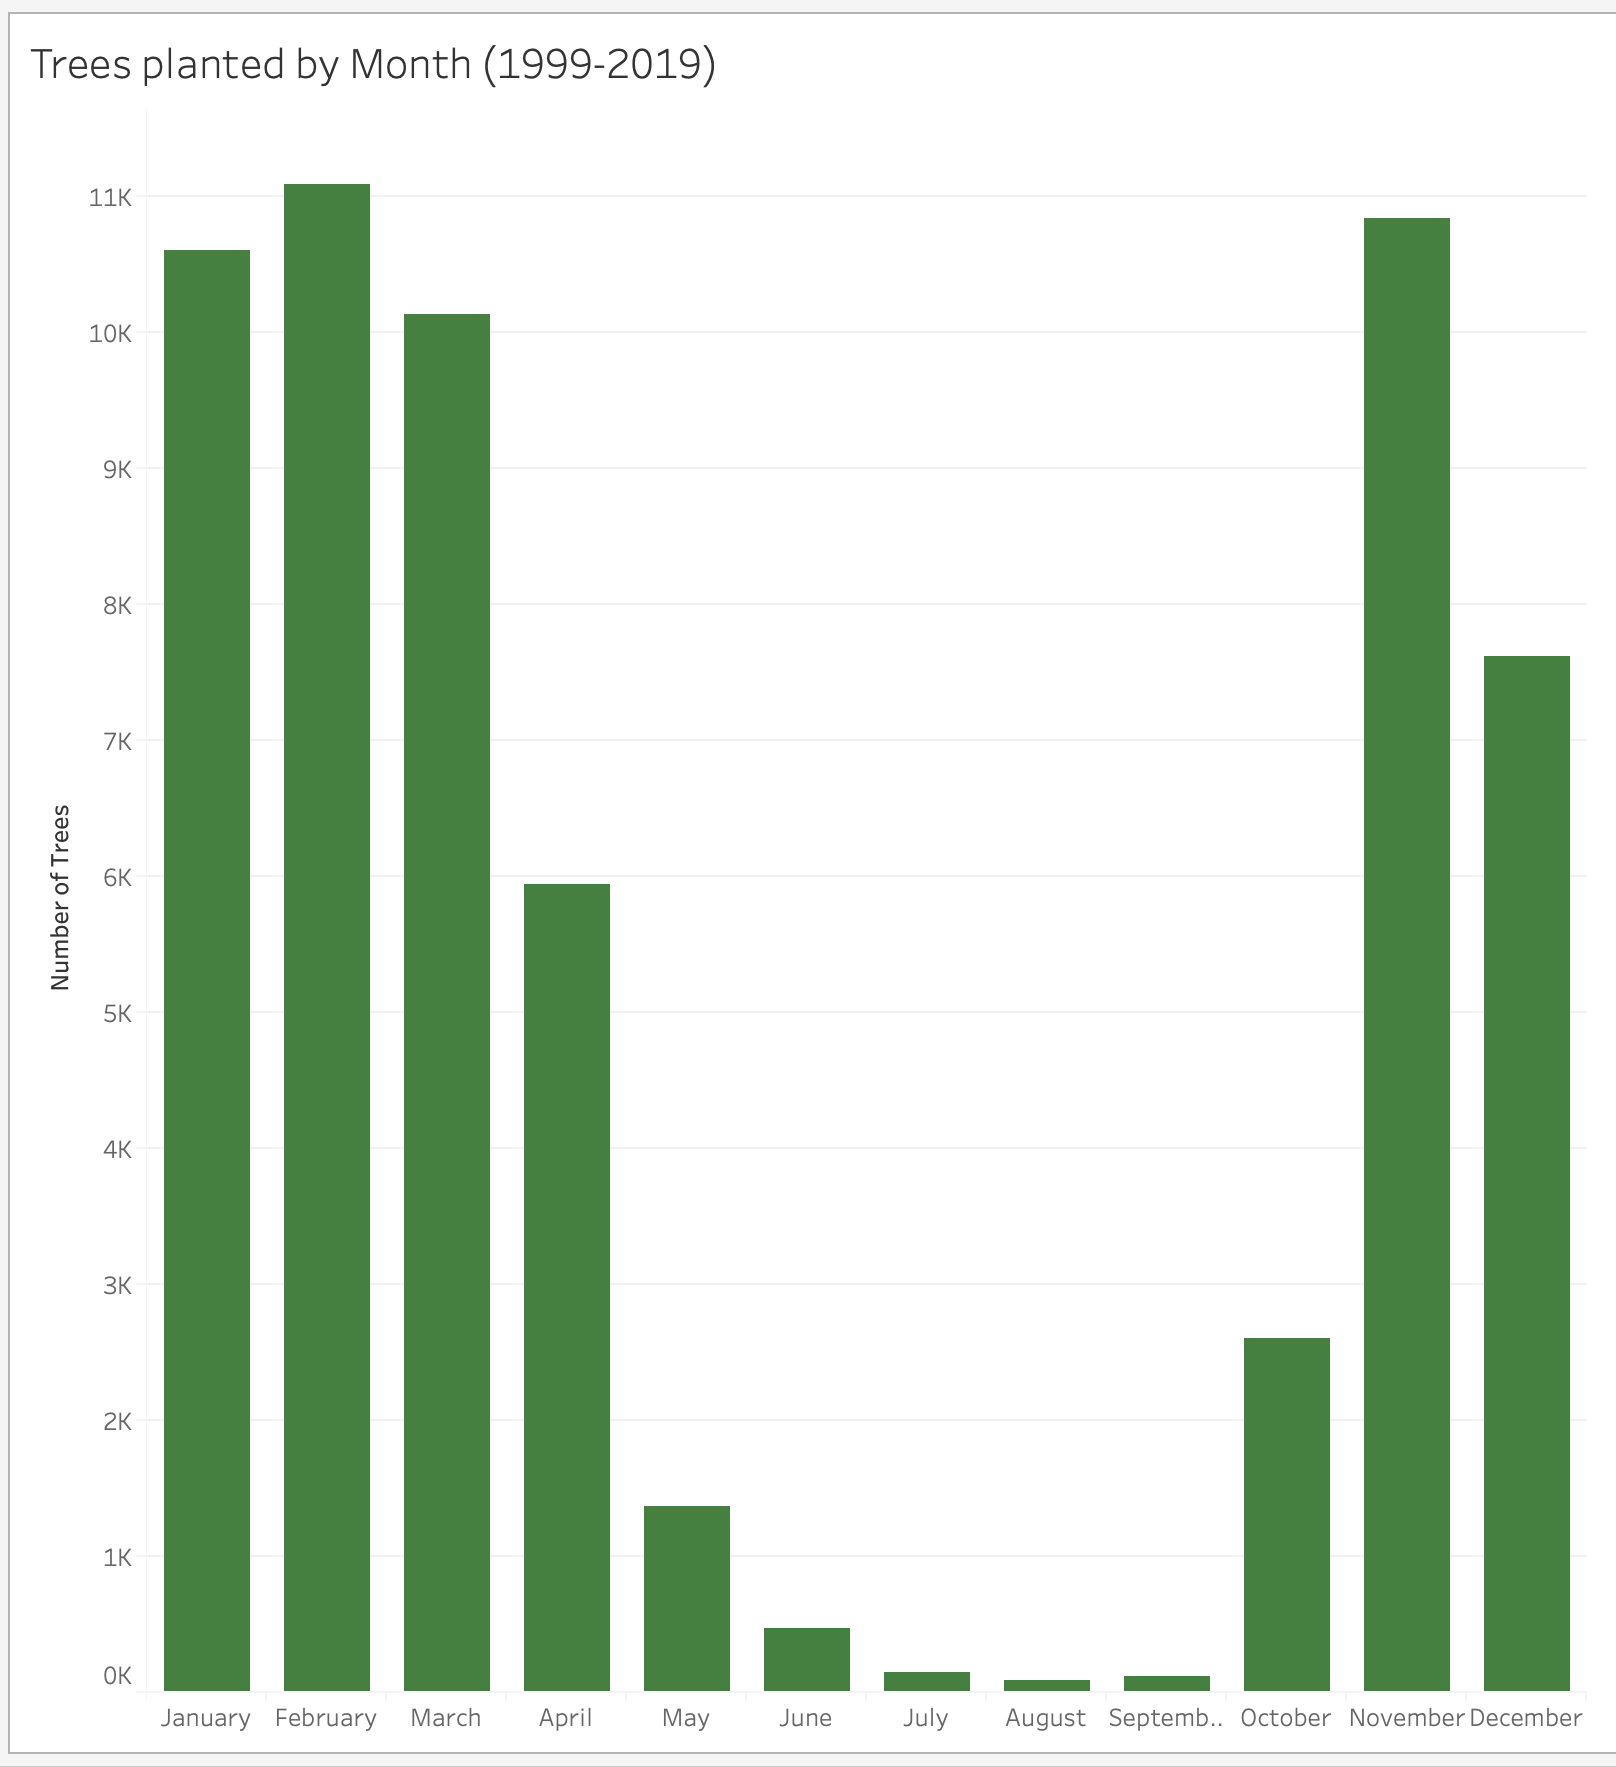 Trees planted by Month (1999-2019)
Number of Trees
11K
10K
9K
8K
7K
6K
5K
4K
3K
2K
1K
0K
January February March April May June July August Septemb.. October November December